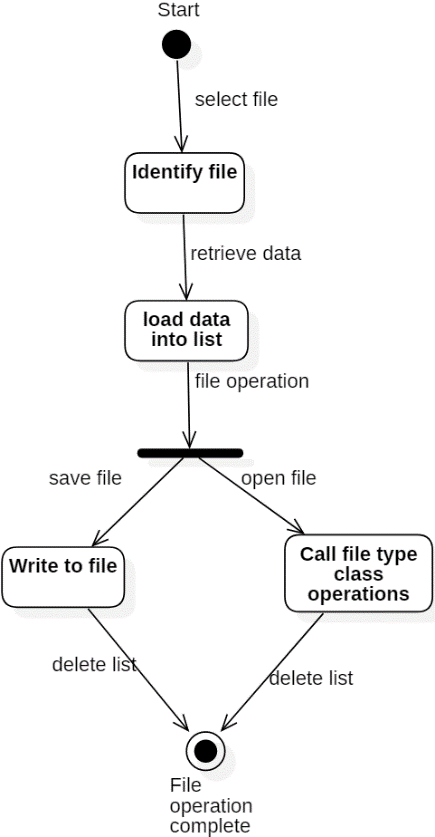 Start
select file
Identify file
retrieve data
load data
into list
file operation
save file
open file
Write to file
Call file type
class
operations
delete list
delete list
File
operation
complete